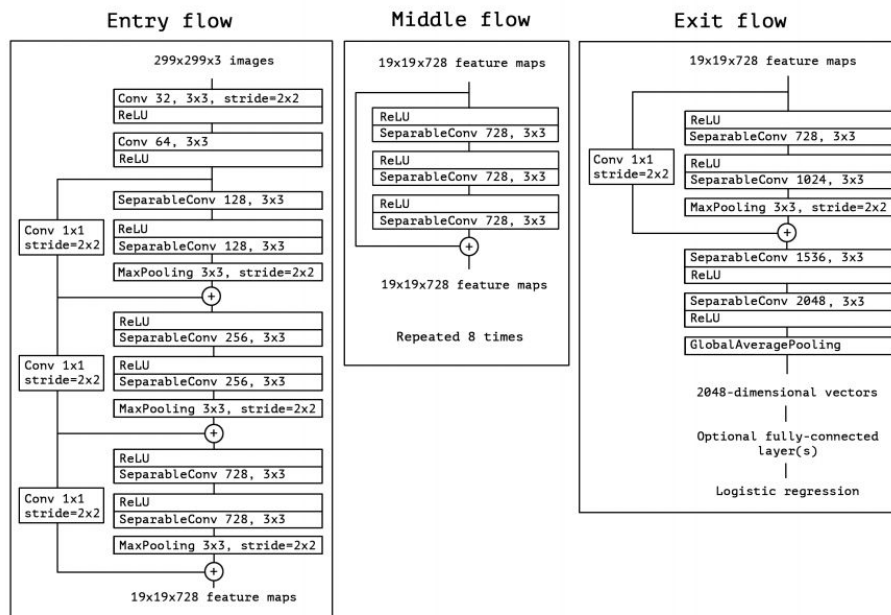 Entry flow
299x299x3 images
Conv 32, 3x3, stride=2x2
ReLU
Conv 64, 3x3
ReLU
SeparableConv 128, 3x3
Conv 1x1
stride=2x2
ReLU
SeparableConv 128, 3x3
MaxPooling 3x3, stride=2x2
+
ReLU
SeparableConv 256, 3x3
Conv 1x1
stride=2x2
ReLU
SeparableConv 256, 3x3
MaxPooling 3x3, stride=2x2
+
ReLU
SeparableConv 728, 3x3
Conv 1x1
stride=2x2
ReLU
SeparableConv 728, 3x3
MaxPooling 3x3, stride=2x2
+
19x19x728 feature maps
Middle flow
19x19x728 feature maps
ReLU
SeparableConv 728, 3x3
ReLU
SeparableConv 728, 3x3
ReLU
SeparableConv 728, 3x3
+
19x19x728 feature maps
Repeated 8 times
Exit flow
19x19x728 feature maps
ReLU
SeparableConv 728, 3x3
Conv 1x1
stride=2x2
ReLU
SeparableConv 1024, 3x3
MaxPooling 3x3, stride=2x2
+
SeparableConv 1536, 3x3
ReLU
SeparableConv 2048, 3x3
ReLU
GlobalAveragePooling
2048-dimensional vectors
Optional fully-connected
layer(s)
Logistic regression